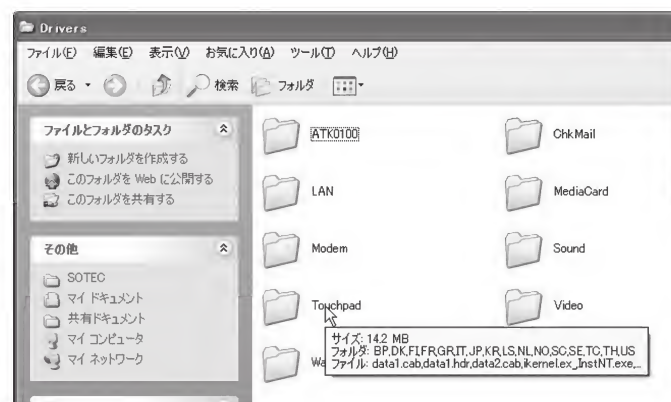 Drivers
ファイル(F) 編集(E) 表示(V) お気に入り(A) ツール(T) ヘルプ(H)
戻る 検索 フォルダ
ファイルとフォルダのタスク
新しいフォルダを作成する
このフォルダを Web に公開する
このフォルダを共有する
その他
SOTEC
マイ ドキュメント
共有ドキュメント
マイ コンピュータ
マイ ネットワーク
ATK0100
ChkMail
LAN
MediaCard
Modem
Sound
Touchpad
Video
サイズ: 14.2 MB
フォルダ: BP,DK,FI,FR,GR,IT,JP,KR,LS,NL,NO,SC,SE,TC,TH,US
ファイル: data1.cab,data1.hdr,data2.cab,ikernel.ex_,InstNT.exe,...